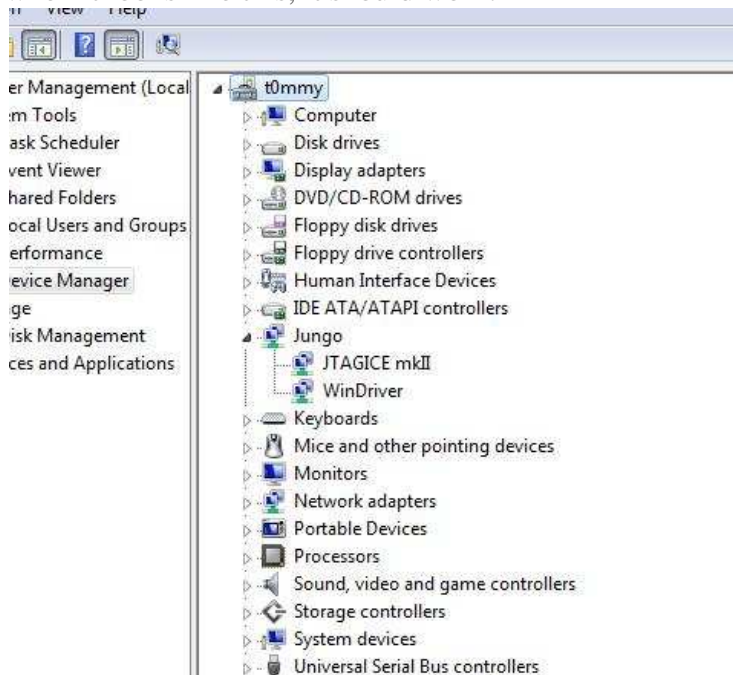 View Help
er Management (Local
em Tools
ask Scheduler
vent Viewer
hared Folders
ocal Users and Groups
erformance
evice Manager
ge
isk Management
ces and Applications
t0mmy
Computer
Disk drives
Display adapters
DVD/CD-ROM drives
Floppy disk drives
Floppy drive controllers
Human Interface Devices
IDE ATA/ATAPI controllers
Jungo
JTAGICE mkII
WinDriver
Keyboards
Mice and other pointing devices
Monitors
Network adapters
Portable Devices
Processors
Sound, video and game controllers
Storage controllers
System devices
Universal Serial Bus controllers